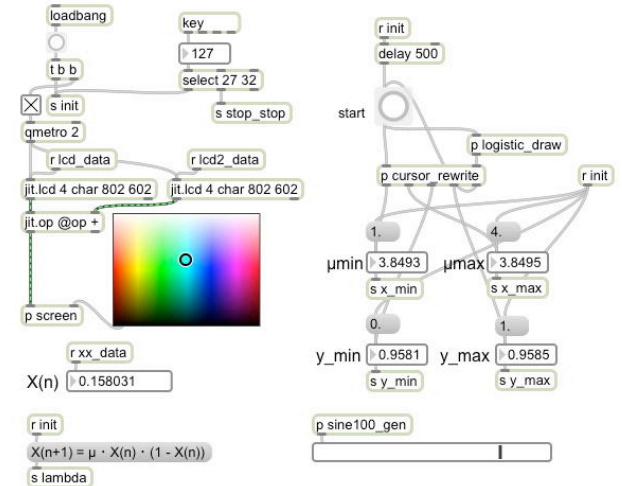 loadbang
t b b
s init
key
127
select 27 32
s stop_stop
qmetro 2
r lcd_data
r lcd2_data
jit.lcd 4 char 802 602
jit.lcd 4 char 802 602
jit.op @op +
p screen
r xx_data
X(n) 0.158031
r init
X(n+1) = μ · X(n) · (1 - X(n))
s lambda
r init
delay 500
start
p logistic_draw
p cursor_rewrite
r init
1.
4.
μmin 3.8493
μmax 3.8495
s x_min
s x_max
0.
1.
y_min 0.9581
y_max 0.9585
s y_min
s y_max
p sine100_gen